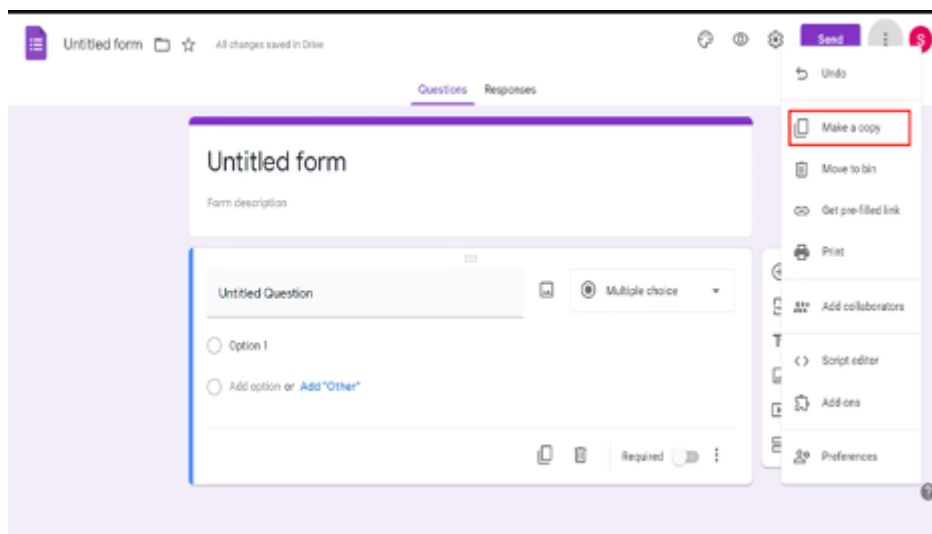 Untitled form All changes saved in Drive Send S
Questions Responses
Undo
Make a copy
Move to bin
Get pre-filled link
Print
Add collaborators
Script editor
Add-ons
Preferences
Untitled form
Form description
Untitled Question Multiple choice
Option 1
Add option or Add "Other"
Required